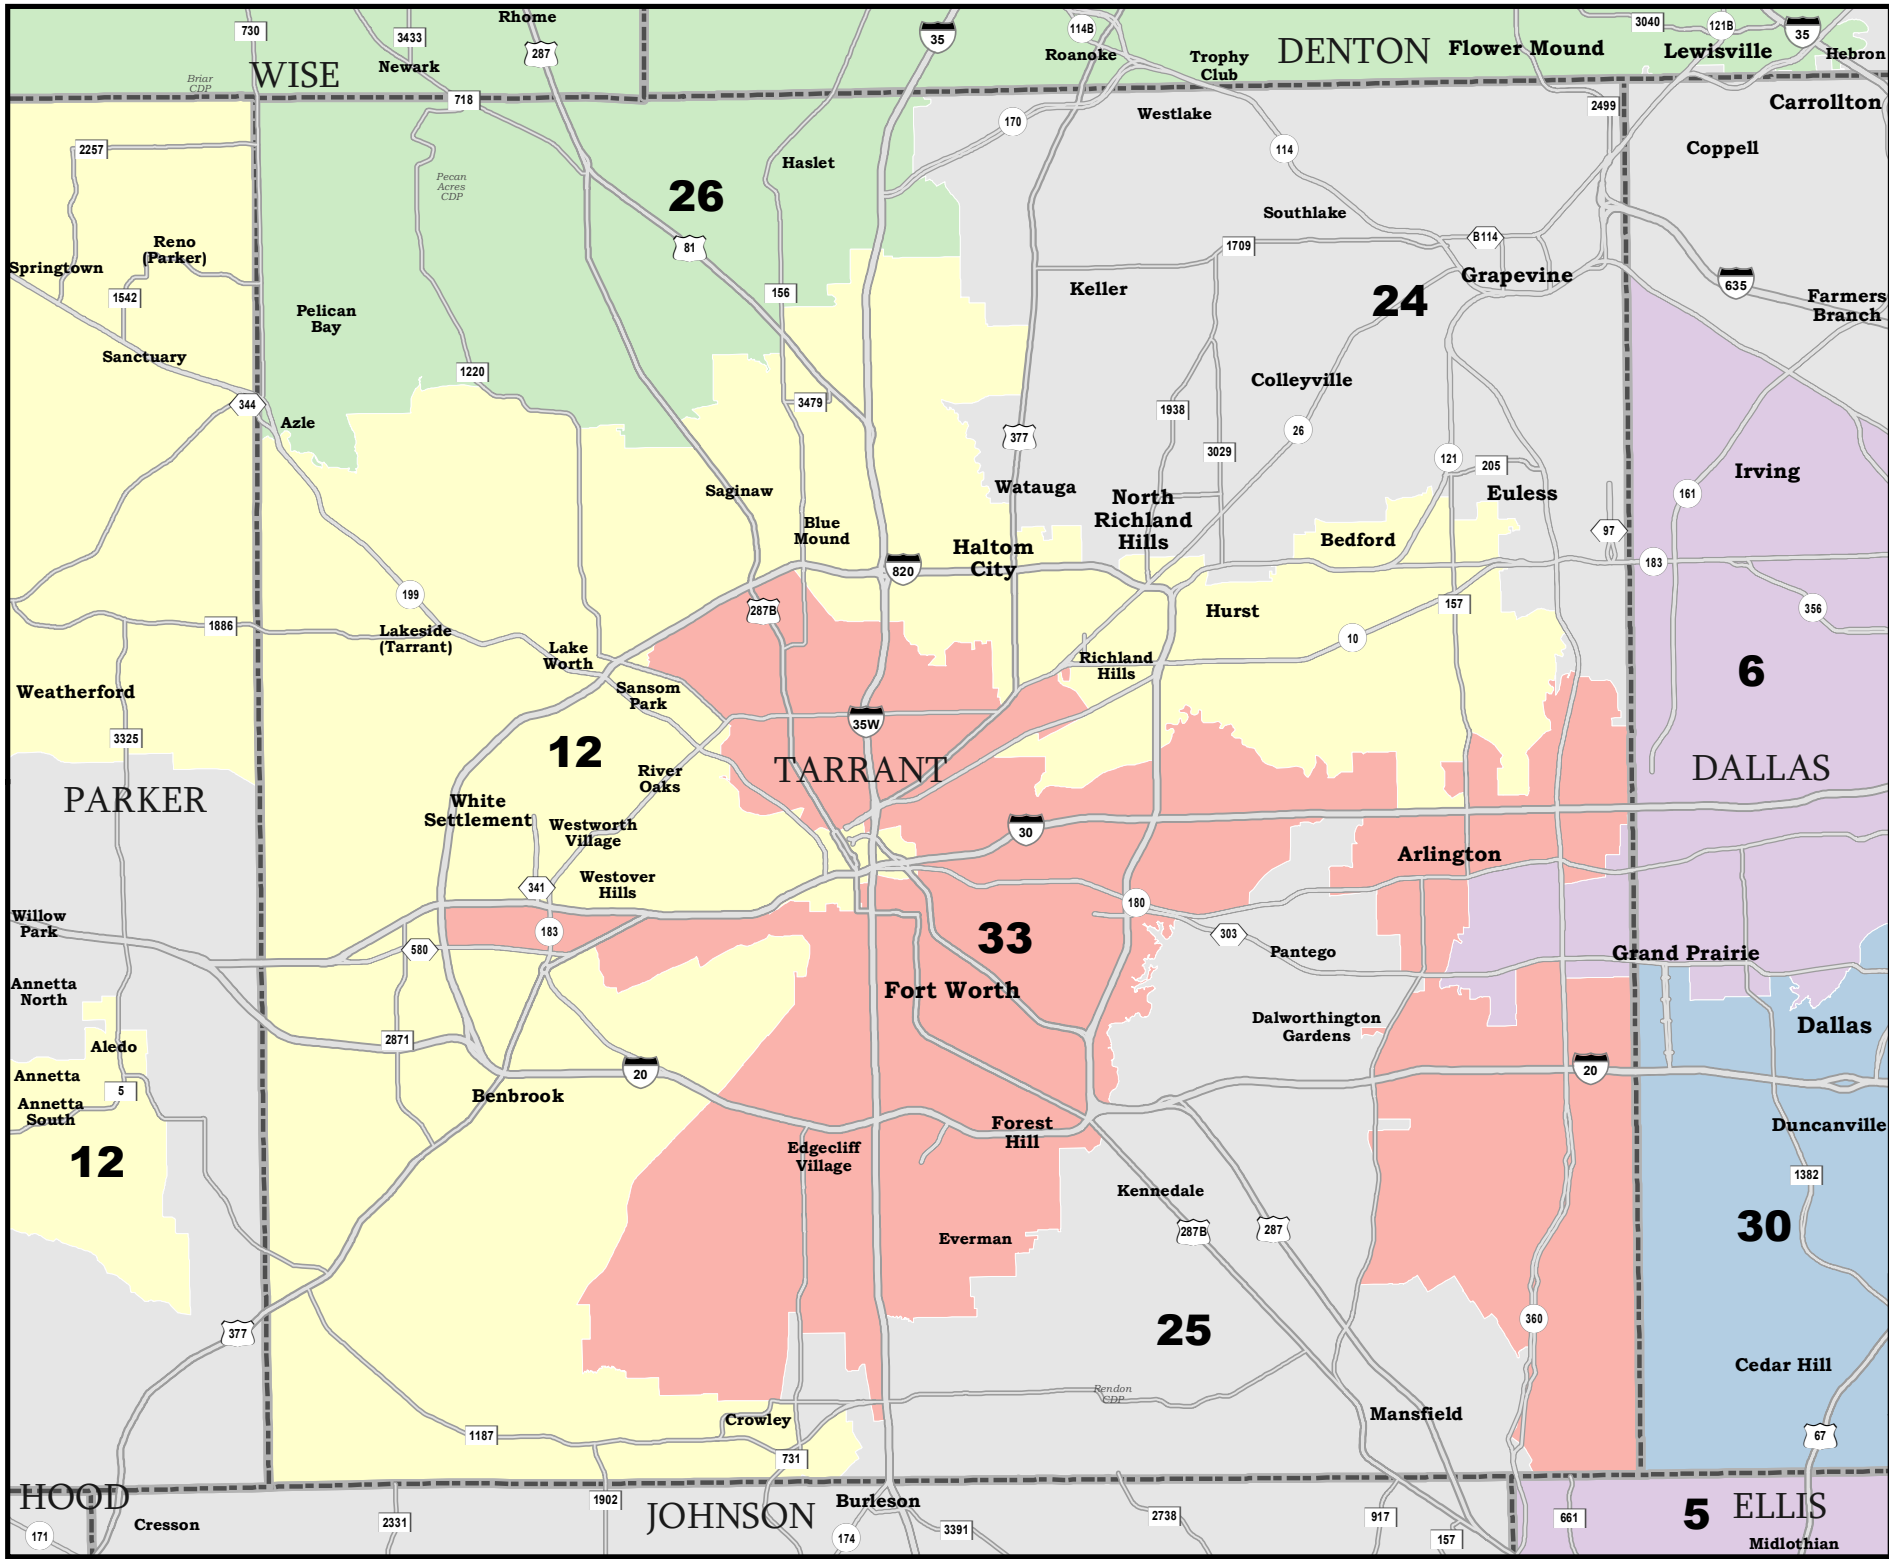 730
3433
Rhome
287
35
114B
3040
121B
35
Newark
Roanoke
Trophy
Club
DENTON
Flower Mound
Lewisville
Hebron
WISE
Briar
CDP
718
2499
Carrollton
170
Westlake
114
Coppell
2257
Haslet
Pecan
Acres
CDP
26
Southlake
Reno
(Parker)
81
1709
B114
Springtown
1542
156
Keller
24
Grapevine
635
Farmers
Branch
Pelican
Bay
Sanctuary
1220
Colleyville
344
3479
1938
Azle
377
26
3029
121
205
Irving
Saginaw
Watauga
North
Richland
Hills
Euless
161
Blue
Mound
Haltom
City
Bedford
97
820
183
199
287B
Hurst
157
356
1886
Lakeside
(Tarrant)
10
Lake
Worth
Richland
Hills
Weatherford
Sansom
Park
6
3325
35W
12
River
Oaks
TARRANT
DALLAS
PARKER
White
Settlement
Westworth
Village
30
Arlington
341
Westover
Hills
180
Willow
Park
183
33
303
580
Pantego
Grand Prairie
Annetta
North
Fort Worth
Dalworthington
Gardens
Dallas
2871
Aledo
20
20
Annetta
5
Benbrook
Annetta
South
Forest
Hill
Duncanville
12
Edgecliff
Village
1382
Kennedale
287B
287
30
Everman
377
25
360
Cedar Hill
Rendon
CDP
Crowley
Mansfield
1187
67
731
HOOD
1902
JOHNSON
Burleson
5
ELLIS
171
Cresson
2331
174
3391
2738
917
157
661
Midlothian